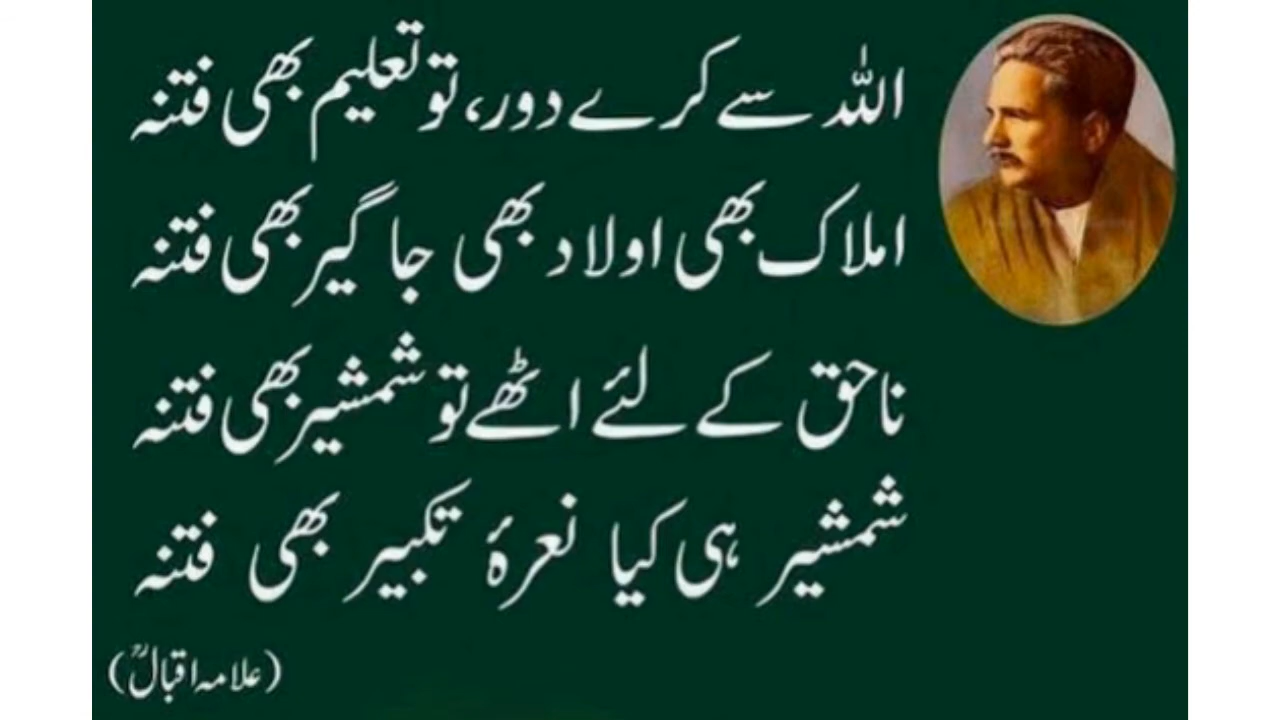 اللہ سے کرے دور، تو تعلیم بھی فتنہ
املاک بھی اولاد بھی جاگیر بھی فتنہ
ناحق کے لئے اٹھے تو شمشیر بھی فتنہ
شمشیر ہی کیا نعرۂ تکبیر بھی فتنہ
(علامہ اقبالؒ)